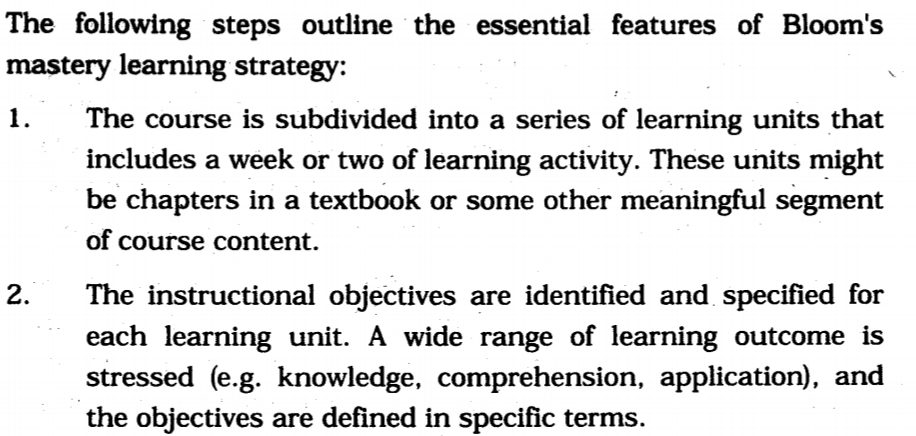 The following steps outline the essential features of Bloom's
mastery learning strategy:
1. The course is subdivided into a series of learning units that
includes a week or two of learning activity. These units might
be chapters in a textbook or some other meaningful segment
of course content.
2. The instructional objectives are identified and specified for
each learning unit. A wide range of learning outcome is
stressed (e.g. knowledge, comprehension, application), and
the objectives are defined in specific terms.